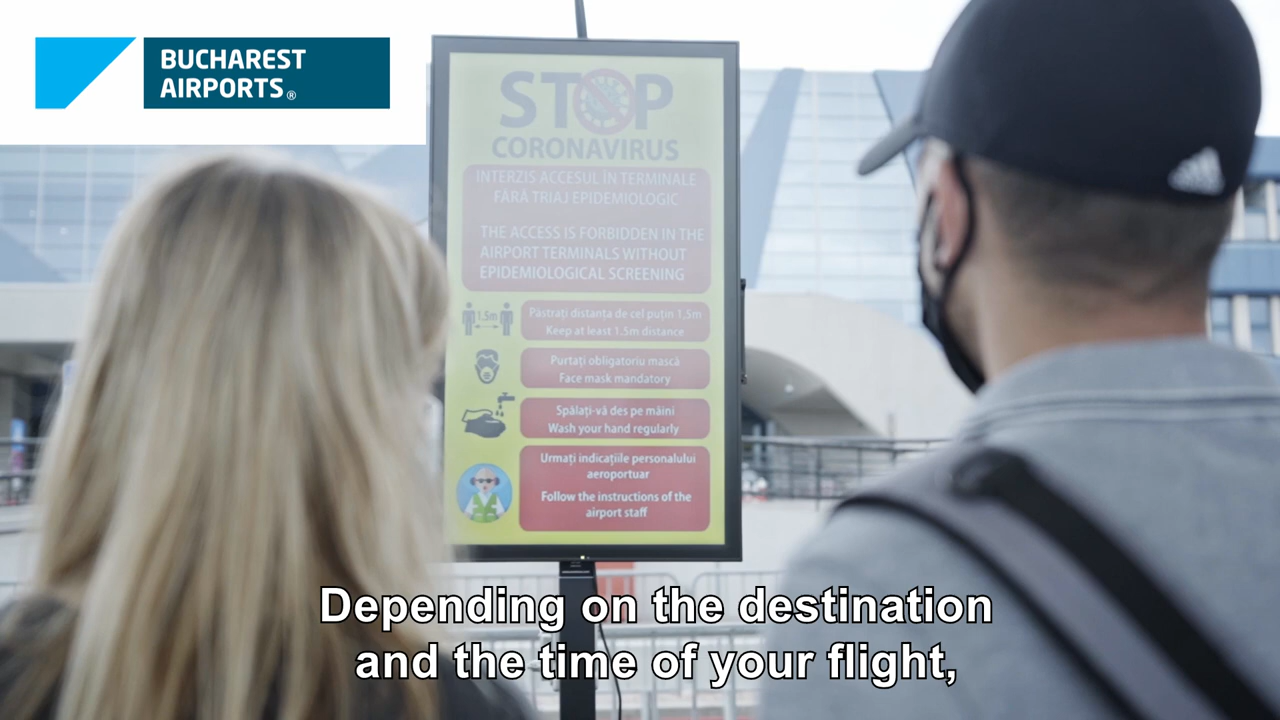 BUCHAREST
AIRPORTS®
STOP
CORONAVIRUS
INTERZIS ACCESUL IN TERMINALE
FĂRĂ TRIAJ EPIDEMIOLOGIC
THE ACCESS IS FORBIDDEN IN THE
AIRPORT TERMINALS WITHOUT
EPIDEMIOLOGICAL SCREENING
1.5m
Păstrați distanța de cel puțin 1,5m
Keep at least 1.5m distance
Purtați obligatoriu mască
Face mask mandatory
Spălați-vă des pe mâini
Wash your hand regularly
Urmați indicațiile personalului
aeroportuar
Follow the instructions of the
airport staff
Depending on the destination
and the time of your flight,